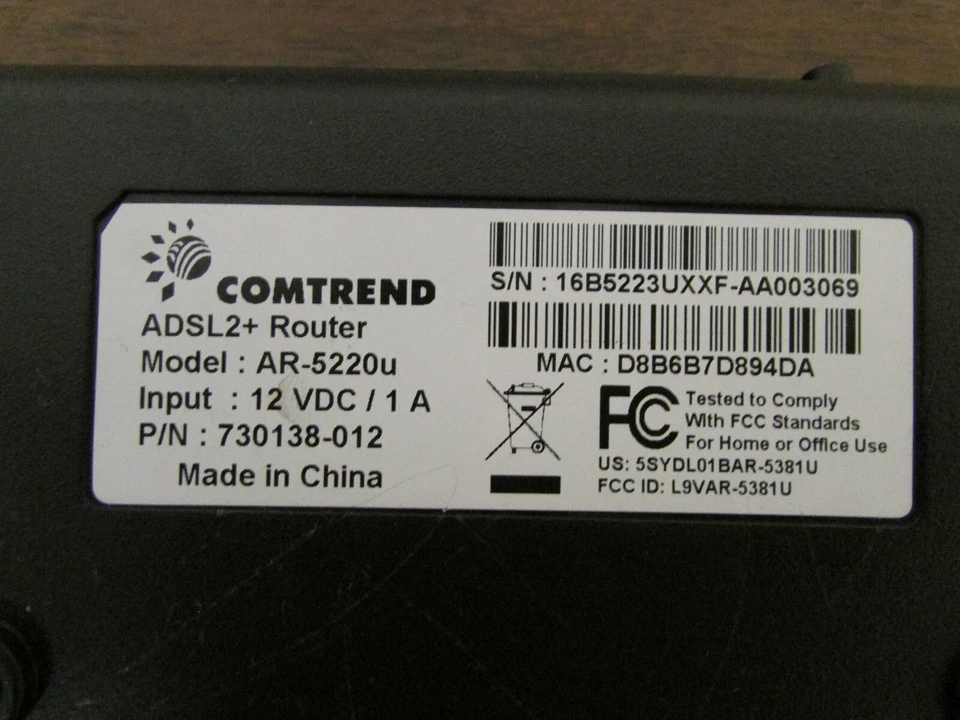 COMTREND
ADSL2+ Router
Model : AR-5220u
Input : 12 VDC / 1 A
P/N : 730138-012
Made in China
S/N : 16B5223UXXF-AA003069
MAC : D8B6B7D894DA
FC Tested to Comply
With FCC Standards
For Home or Office Use
US: 5SYDL01BAR-5381U
FCC ID: L9VAR-5381U